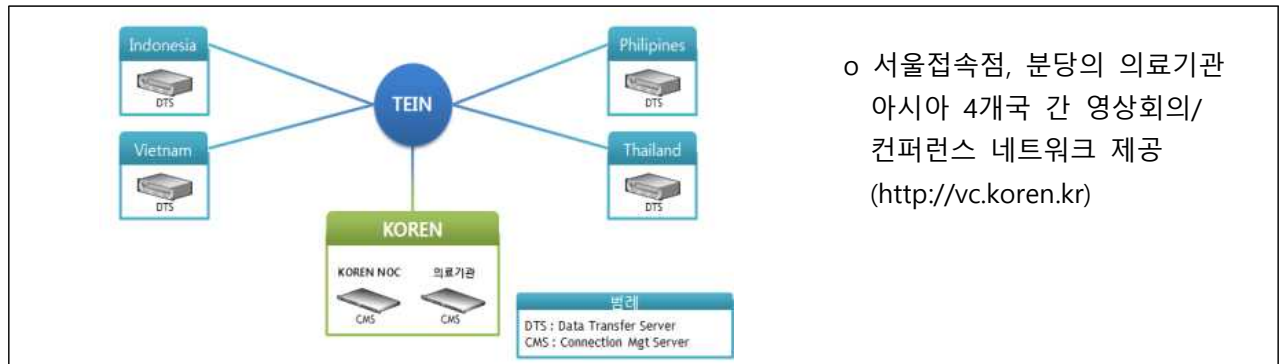 Indonesia
DTS
Vietnam
DTS
TEIN
Philipines
DTS
Thailand
DTS
KOREN
KOREN NOC 의료기관
CMS CMS
범례
DTS : Data Transfer Server
CMS : Connection Mgt Server
o 서울접속점, 분당의 의료기관
아시아 4개국 간 영상회의/
컨퍼런스 네트워크 제공
(http://vc.koren.kr)